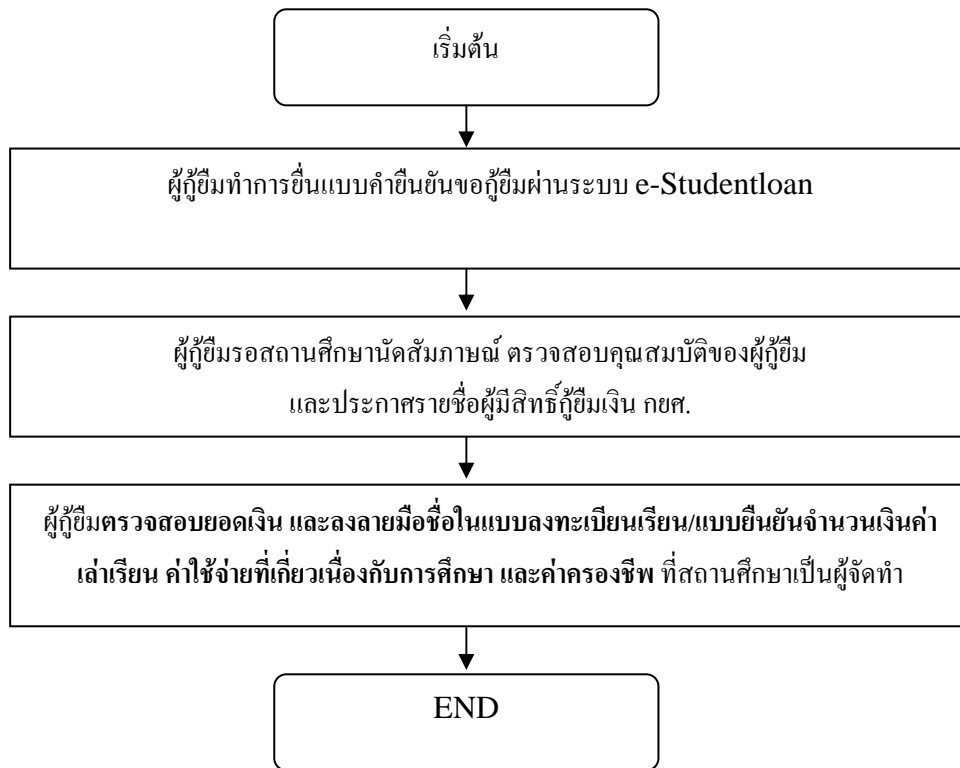 เริ่มต้น
ผู้กู้ยืมทำการยื่นแบบคำยืนยันขอกู้ยืมผ่านระบบ e-Studentloan
ผู้กู้ยืมรอสถานศึกษานัดสัมภาษณ์ ตรวจสอบคุณสมบัติของผู้กู้ยืม
และประกาศรายชื่อผู้มีสิทธิ์กู้ยืมเงิน กยศ.
ผู้กู้ยืมตรวจสอบยอดเงิน และลงลายมือชื่อในแบบลงทะเบียนเรียน/แบบยืนยันจำนวนเงินค่า
เล่าเรียน ค่าใช้จ่ายที่เกี่ยวเนื่องกับการศึกษา และค่าครองชีพ ที่สถานศึกษาเป็นผู้จัดทำ
END